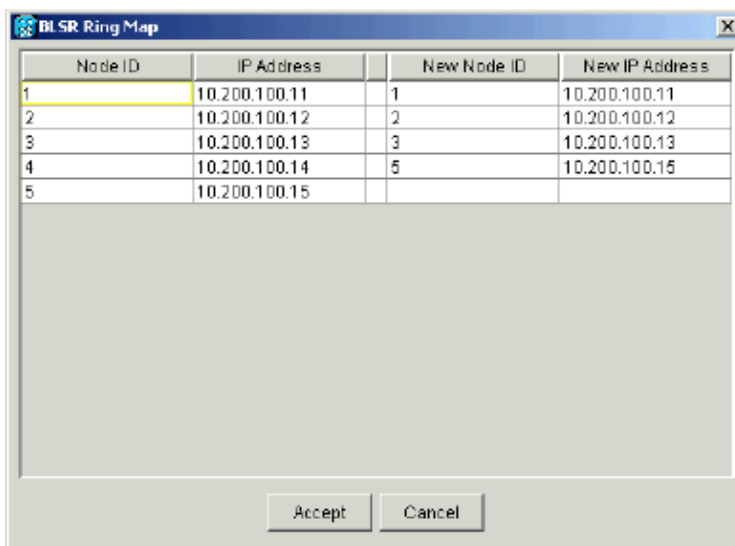 BLSR Ring Map
Node ID IP Address New Node ID New IP Address
1 10.200.100.11 1 10.200.100.11
2 10.200.100.12 2 10.200.100.12
3 10.200.100.13 3 10.200.100.13
4 10.200.100.14 5 10.200.100.15
5 10.200.100.15
Accept Cancel